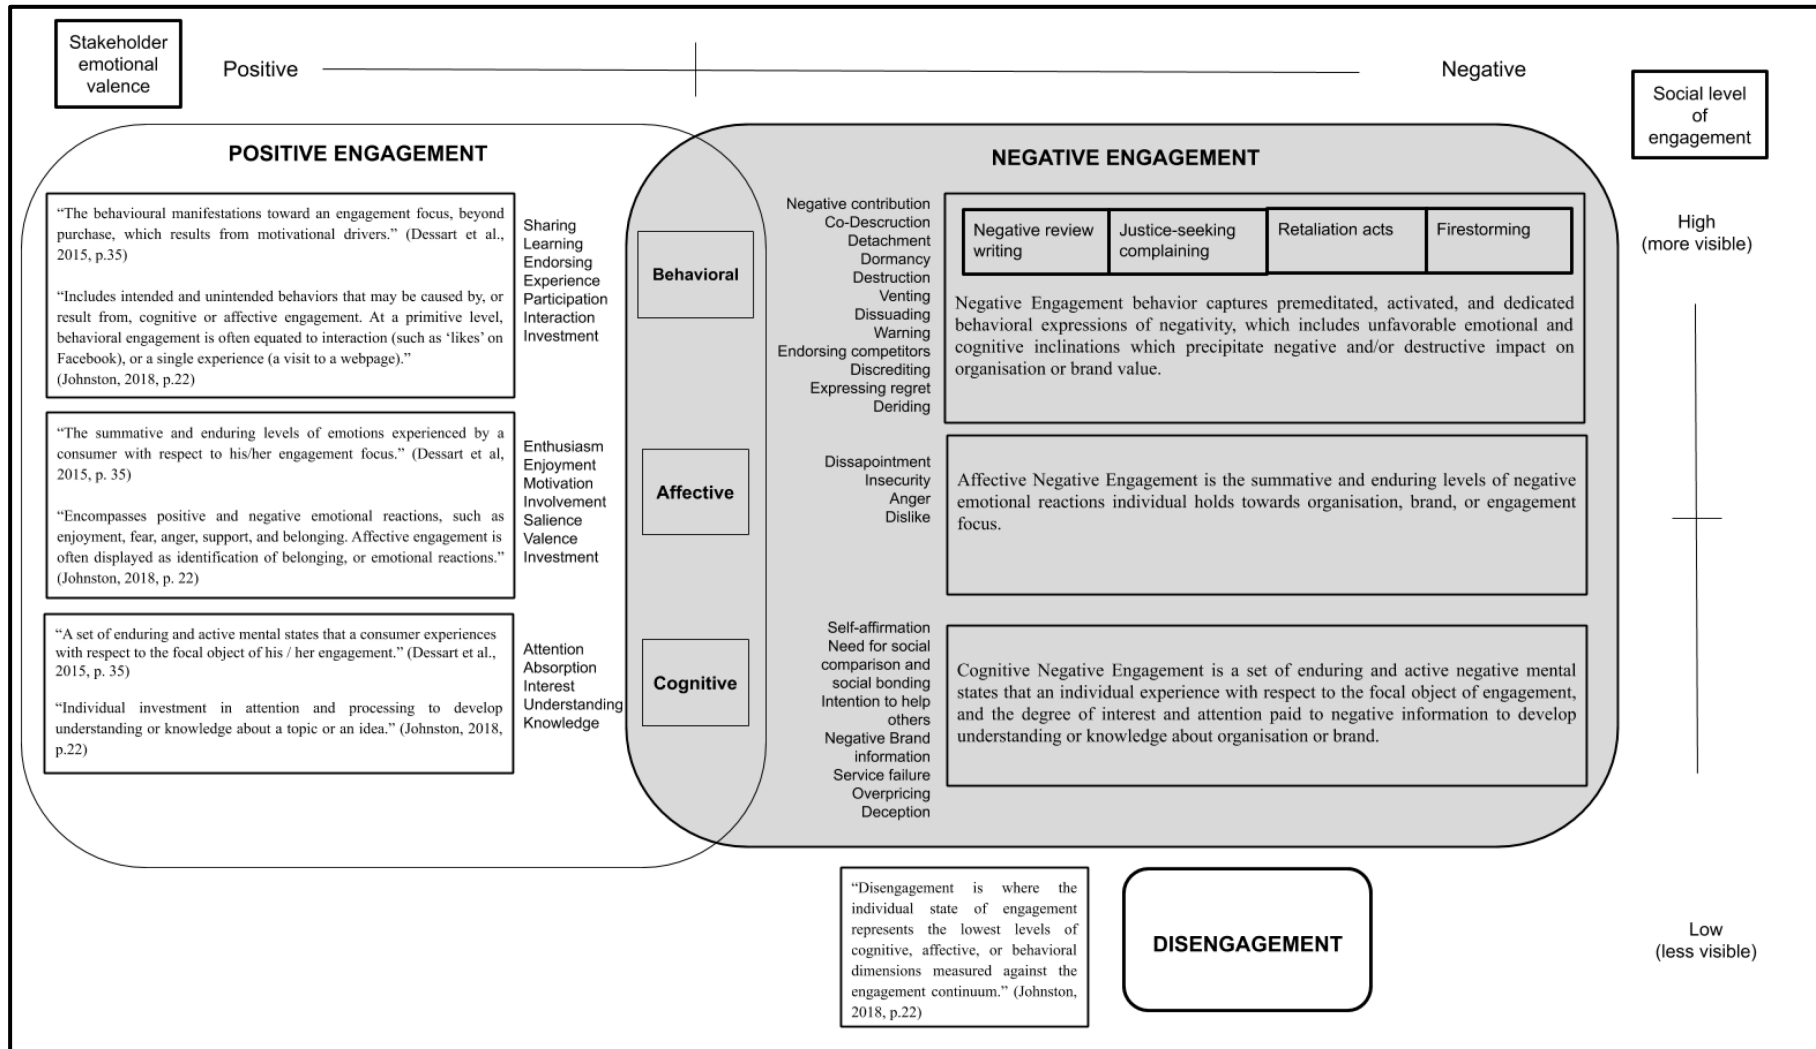 Stakeholder
emotional
valence
Positive
Negative
Social level
of
engagement
POSITIVE ENGAGEMENT
“The behavioural manifestations toward an engagement focus, beyond
purchase, which results from motivational drivers.” (Dessart et al.,
2015, p.35)
“Includes intended and unintended behaviors that may be caused by, or
result from, cognitive or affective engagement. At a primitive level,
behavioral engagement is often equated to interaction (such as ‘likes’ on
Facebook), or a single experience (a visit to a webpage).”
(Johnston, 2018, p.22)
Sharing
Learning
Endorsing
Experience
Participation
Interaction
Investment
“The summative and enduring levels of emotions experienced by a
consumer with respect to his/her engagement focus.” (Dessart et al,
2015, p. 35)
“Encompasses positive and negative emotional reactions, such as
enjoyment, fear, anger, support, and belonging. Affective engagement is
often displayed as identification of belonging, or emotional reactions.”
(Johnston, 2018, p. 22)
Enthusiasm
Enjoyment
Motivation
Involvement
Salience
Valence
Investment
“A set of enduring and active mental states that a consumer experiences
with respect to the focal object of his / her engagement.” (Dessart et al.,
2015, p. 35)
“Individual investment in attention and processing to develop
understanding or knowledge about a topic or an idea.” (Johnston, 2018,
p.22)
Attention
Absorption
Interest
Understanding
Knowledge
Behavioral
Affective
Cognitive
NEGATIVE ENGAGEMENT
Negative contribution
Co-Descruction
Detachment
Dormancy
Destruction
Venting
Dissuading
Warning
Endorsing competitors
Discrediting
Expressing regret
Deriding
Negative review
writing
Justice-seeking
complaining
Retaliation acts
Firestorming
Negative Engagement behavior captures premeditated, activated, and dedicated
behavioral expressions of negativity, which includes unfavorable emotional and
cognitive inclinations which precipitate negative and/or destructive impact on
organisation or brand value.
Dissapointment
Insecurity
Anger
Dislike
Affective Negative Engagement is the summative and enduring levels of negative
emotional reactions individual holds towards organisation, brand, or engagement
focus.
Self-affirmation
Need for social
comparison and
social bonding
Intention to help
others
Negative Brand
information
Service failure
Overpricing
Deception
Cognitive Negative Engagement is a set of enduring and active negative mental
states that an individual experience with respect to the focal object of engagement,
and the degree of interest and attention paid to negative information to develop
understanding or knowledge about organisation or brand.
High
(more visible)
Low
(less visible)
“Disengagement is where the
individual state of engagement
represents the lowest levels of
cognitive, affective, or behavioral
dimensions measured against the
engagement continuum.” (Johnston,
2018, p.22)
DISENGAGEMENT